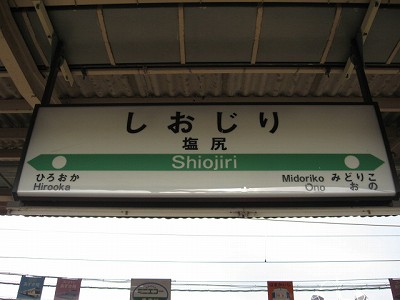 しおじり
塩尻
Shiojiri
ひろおか
Hirooka
Midoriko みどりこ
Ono おの